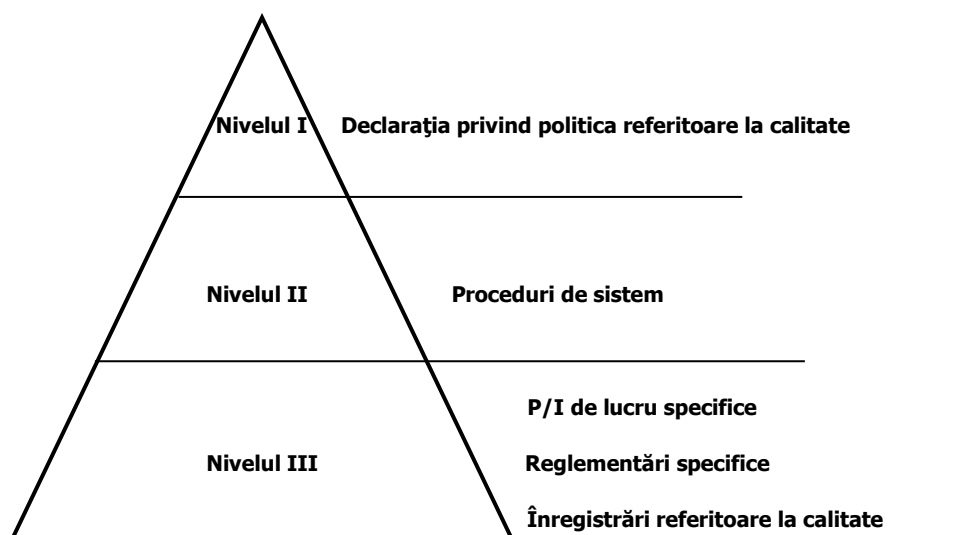 Nivelul I Declaraţia privind politica referitoare la calitate
Nivelul II Proceduri de sistem
P/I de lucru specifice
Nivelul III Reglementări specifice
Înregistrări referitoare la calitate